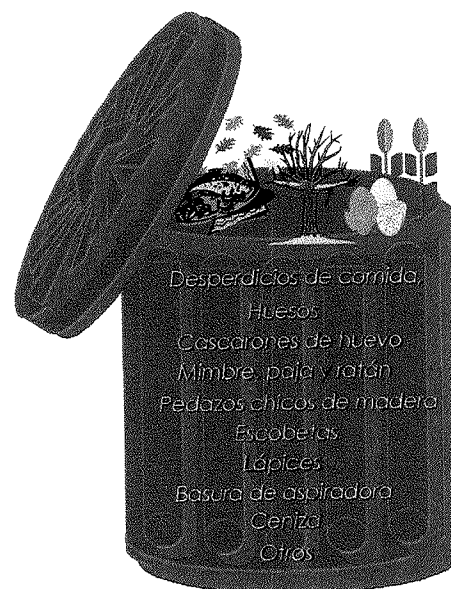 Desperdicios de comida,
Huesos
Cascarones de huevo
Mimbre, paja y ratán
Pedazos chicos de madera
Escobetas
Lápices
Basura de aspiradora
Ceniza
Otros